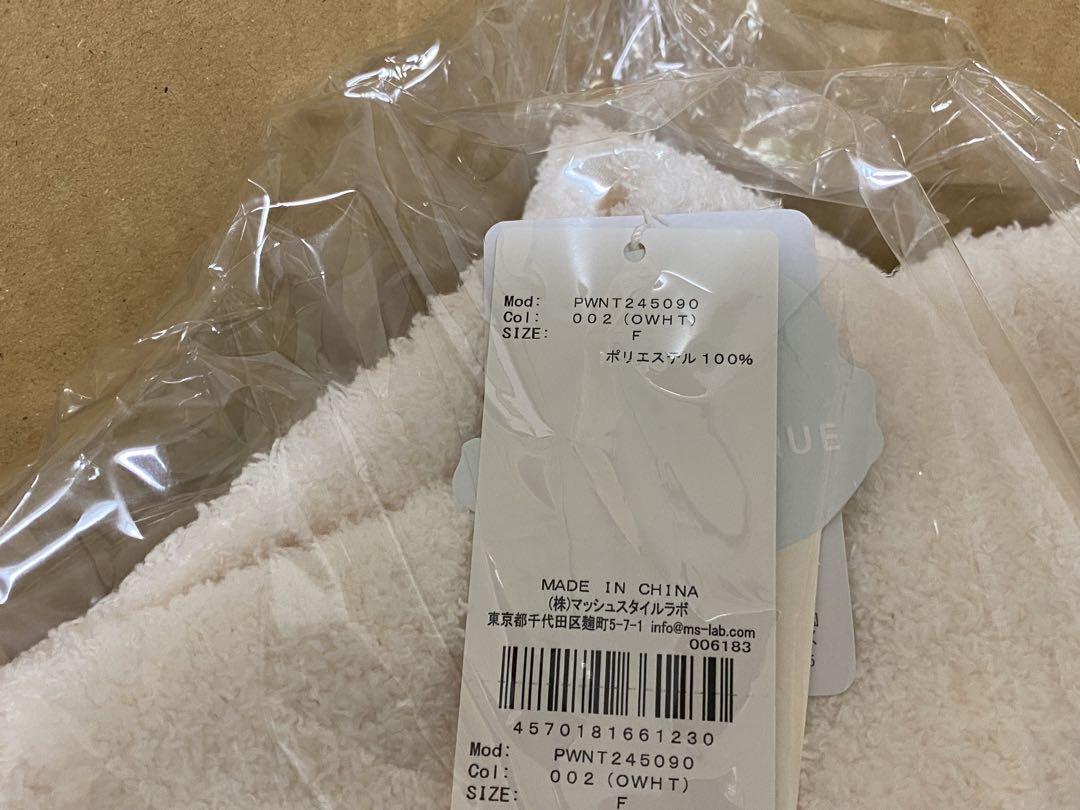 Mod: PWNT245090
Col: 002(OWHT)
SIZE: F
ポリエステル100%
QUE
MADE IN CHINA
(株)マッシュスタイルラボ
東京都千代田区麹町5-7-1 info@ms-lab.com
006183
4570181661230
Mod: PWNT245090
Col: 002(OWHT)
SIZE: F